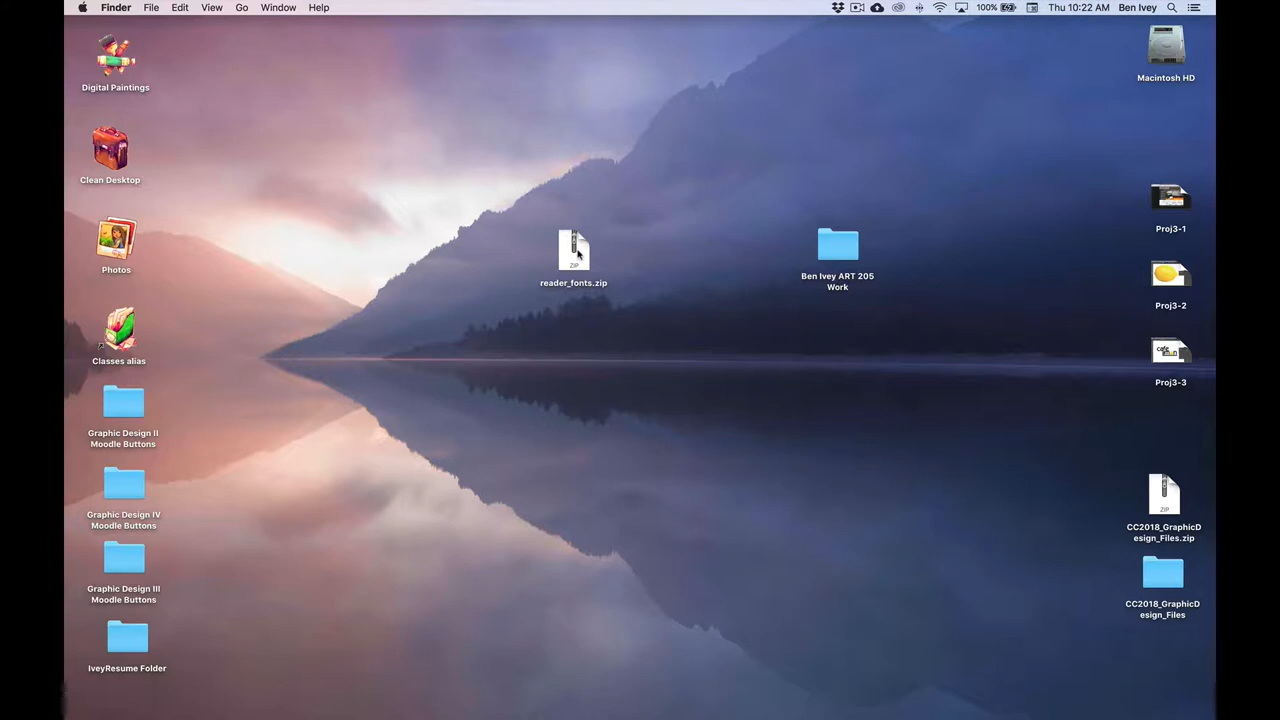 Finder File Edit View Go Window Help 100% Thu 10:22 AM Ben Ivey
Digital Paintings
Clean Desktop
Photos
Classes alias
Graphic Design II
Moodle Buttons
Graphic Design IV
Moodle Buttons
Graphic Design III
Moodle Buttons
IveyResume Folder
ZIP
reader_fonts.zip
Ben Ivey ART 205
Work
Macintosh HD
Proj3-1
Proj3-2
Proj3-3
ZIP
CC2018_GraphicD
esign_Files.zip
CC2018_GraphicD
esign_Files